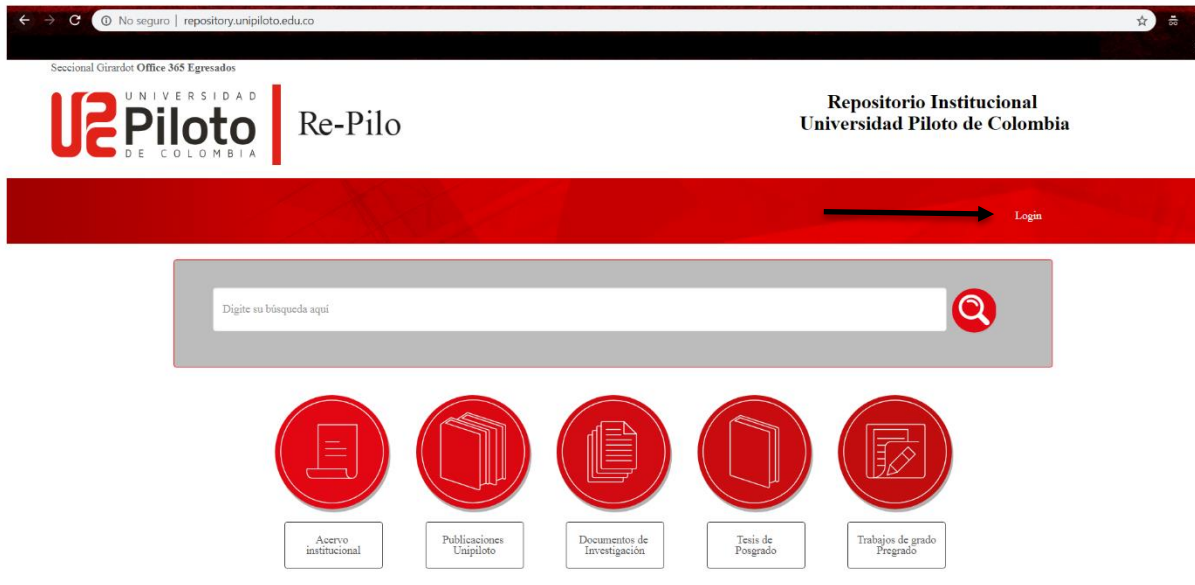 No seguro | repository.unipiloto.edu.co
Seccional Girardot Office 365 Egresados
UNIVERSIDAD
Piloto
DE COLOMBIA
Re-Pilo
Repositorio Institucional
Universidad Piloto de Colombia
Login
Digite su búsqueda aquí
Acervo
institucional
Publicaciones
Unipiloto
Documentos de
Investigación
Tesis de
Posgrado
Trabajos de grado
Pregrado